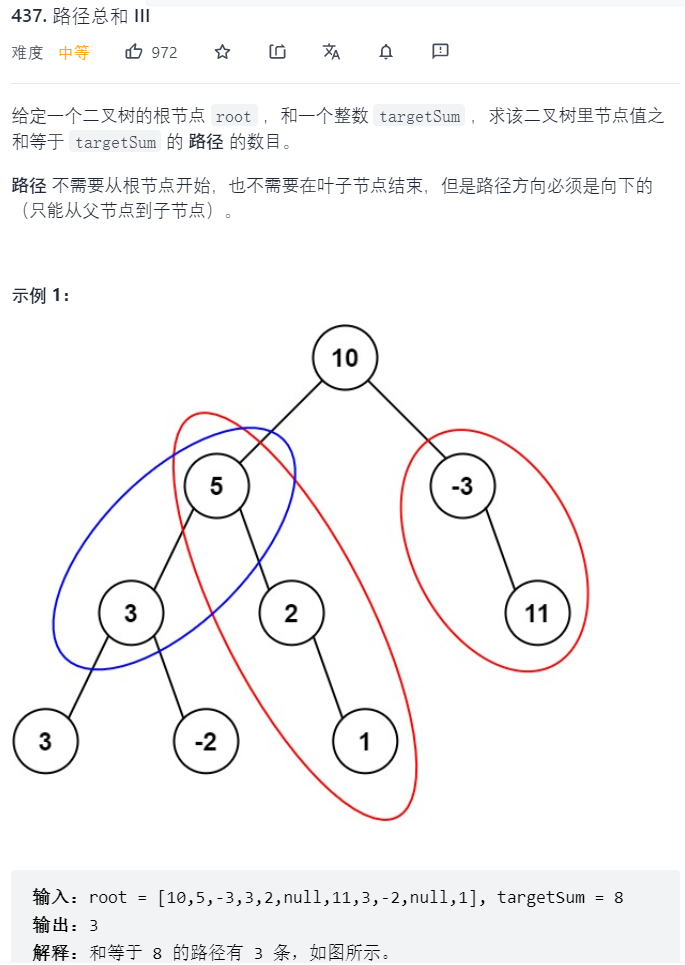 437. 路径总和 III
难度 中等 972
给定一个二叉树的根节点 root ，和一个整数 targetSum ，求该二叉树里节点值之
和等于 targetSum 的 路径 的数目。
路径 不需要从根节点开始，也不需要在叶子节点结束，但是路径方向必须是向下的
（只能从父节点到子节点）。
示例 1：
10
5 -3
3 2 11
3 -2 1
输入：root = [10,5,-3,3,2,null,11,3,-2,null,1], targetSum = 8
输出：3
解释：和等于 8 的路径有 3 条，如图所示。